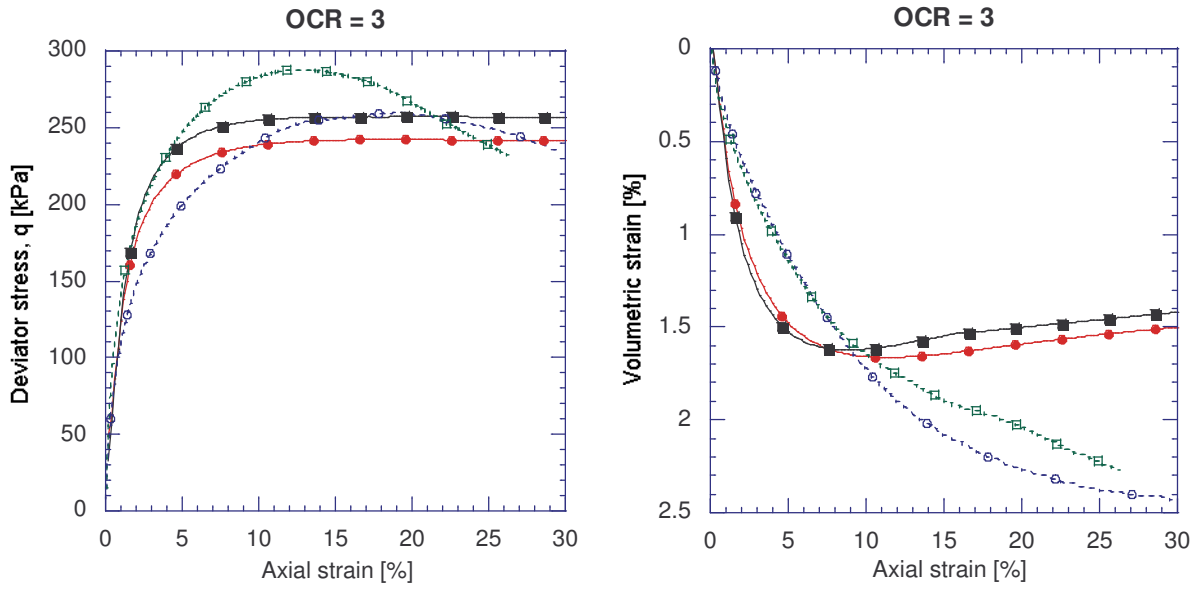 OCR = 3
Deviator stress, q [kPa]
300
250
200
150
100
50
0
0 5 10 15 20 25 30
Axial strain [%]
OCR = 3
Volumetric strain [%]
0
0.5
1
1.5
2
2.5
0 5 10 15 20 25 30
Axial strain [%]